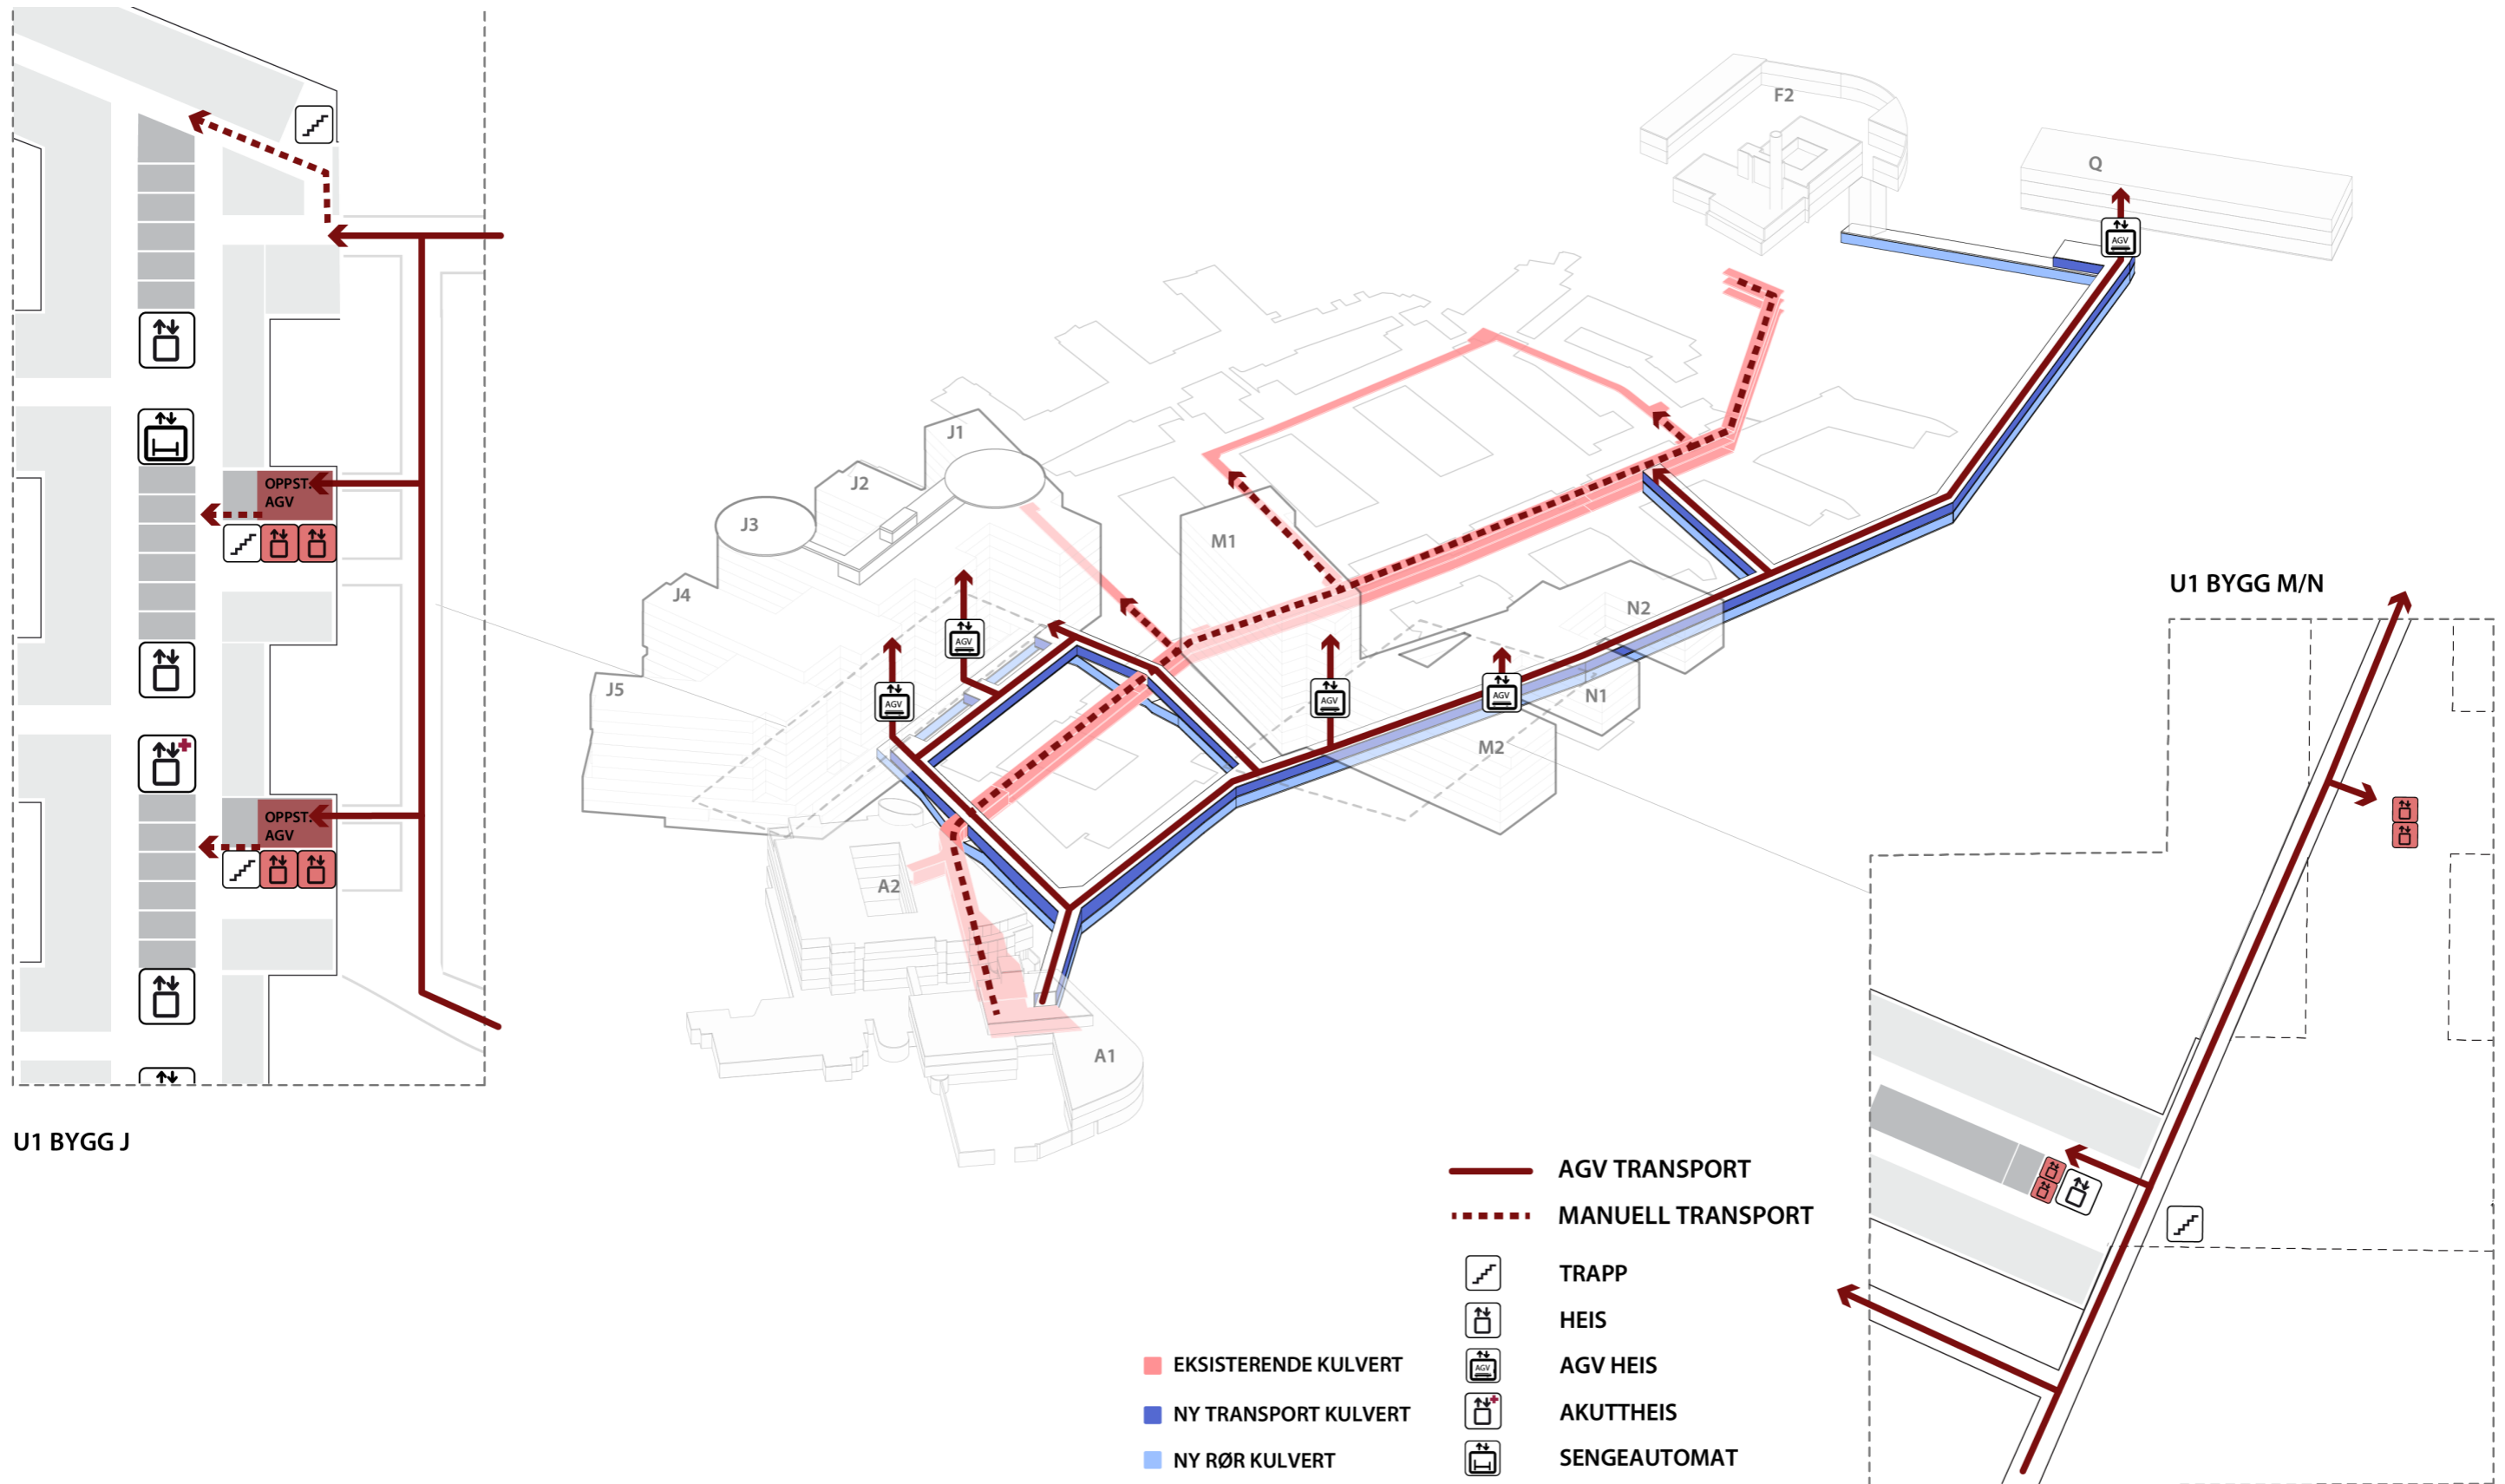 F2
Q
AGV
J1
J2
J3
J4
J5
M1
N2
N1
M2
AGV
AGV
AGV
AGV
A2
A1
OPPST.
AGV
OPPST.
AGV
U1 BYGG J
U1 BYGG M/N
AGV TRANSPORT
MANUELL TRANSPORT
TRAPP
HEIS
AGV
AGV HEIS
AKUTTHEIS
SENGEAUTOMAT
EKSISTERENDE KULVERT
NY TRANSPORT KULVERT
NY RØR KULVERT